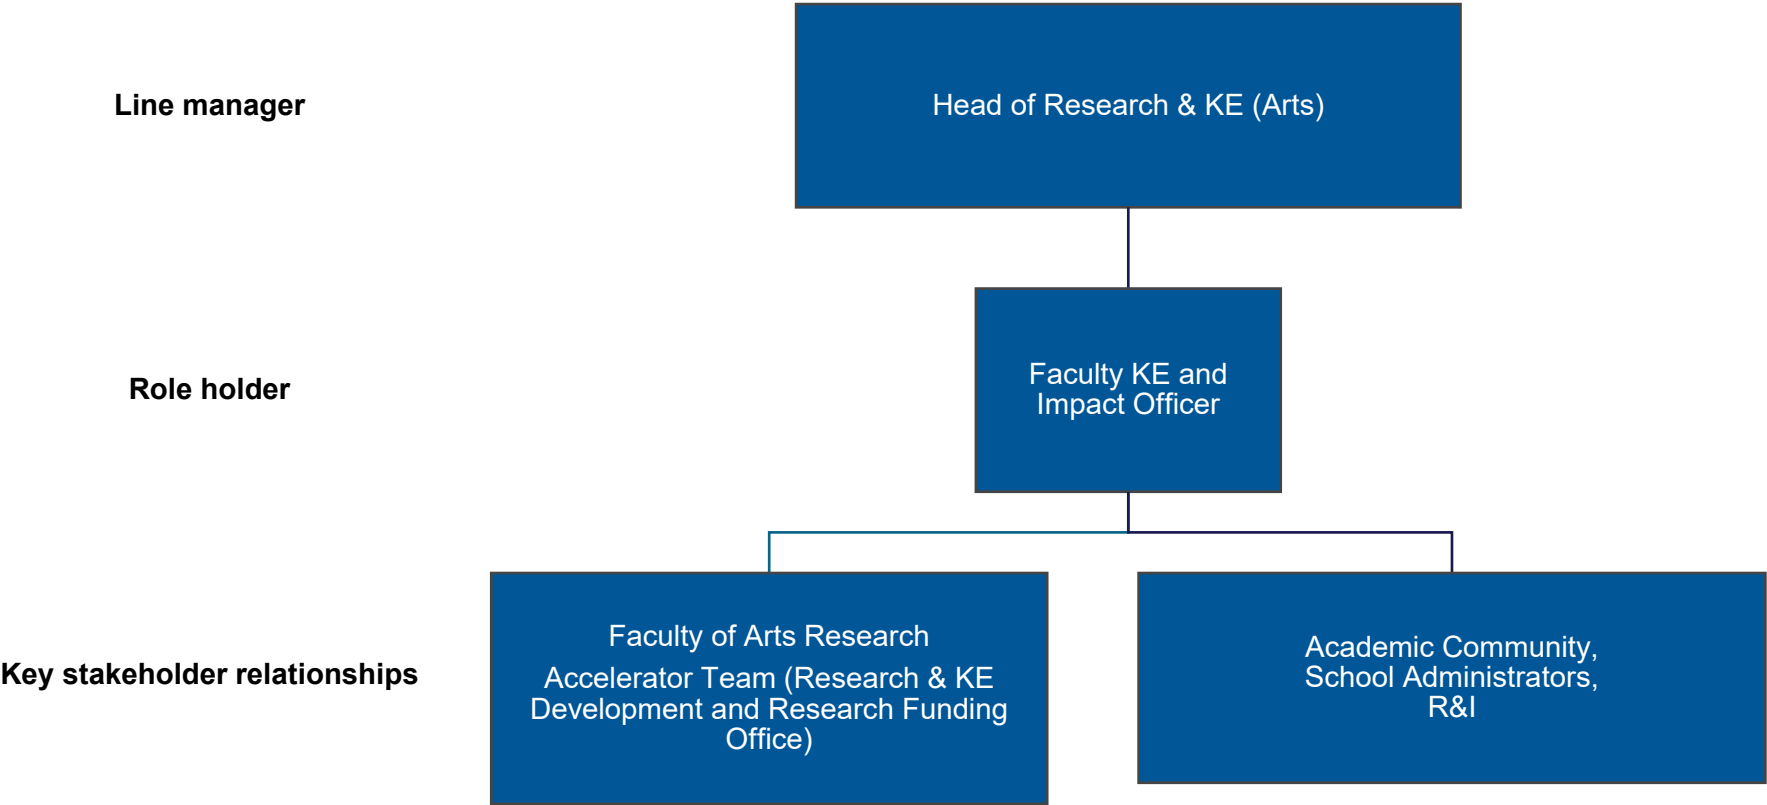 Line manager
Head of Research & KE (Arts)
Role holder
Faculty KE and
Impact Officer
Key stakeholder relationships
Faculty of Arts Research
Accelerator Team (Research & KE
Development and Research Funding
Office)
Academic Community,
School Administrators,
R&I